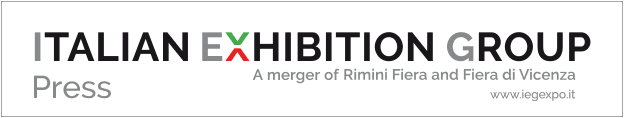 ITALIAN EXHIBITION GROUP
A merger of Rimini Fiera and Fiera di Vicenza
Press
www.iegexpo.it